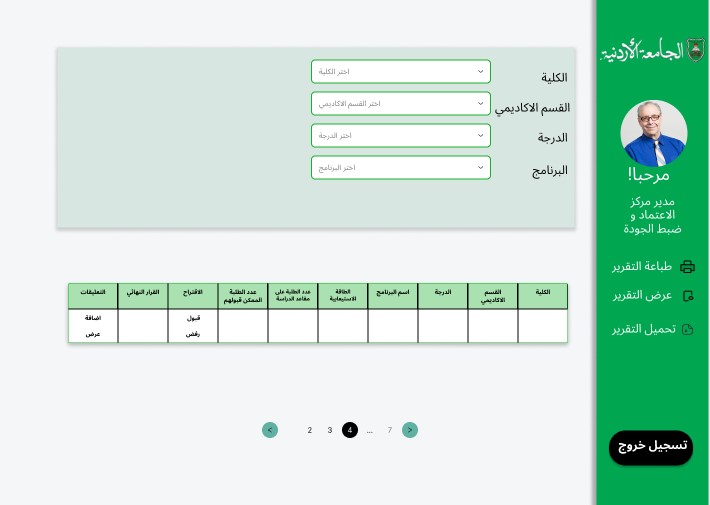 الجامعة الأردنية
مرحبا!
مدير مركز
الاعتماد و
ضبط الجودة
طباعة التقرير
عرض التقرير
تحميل التقرير
تسجيل خروج
الكلية
اختر الكلية
القسم الاكاديمي
اختر القسم الاكاديمي
الدرجة
اختر الدرجة
البرنامج
اختر البرنامج
الكلية
القسم
الاكاديمي
الدرجة
اسم البرنامج
الطاقة
الاستيعابية
عدد الطلبة على
مقاعد الدراسة
عدد الطلبة
الممكن قبولهم
الاقتراح
القرار النهائي
التعليقات
قبول
رفض
اضافة
عرض
< 2 3 4 ... 7 >